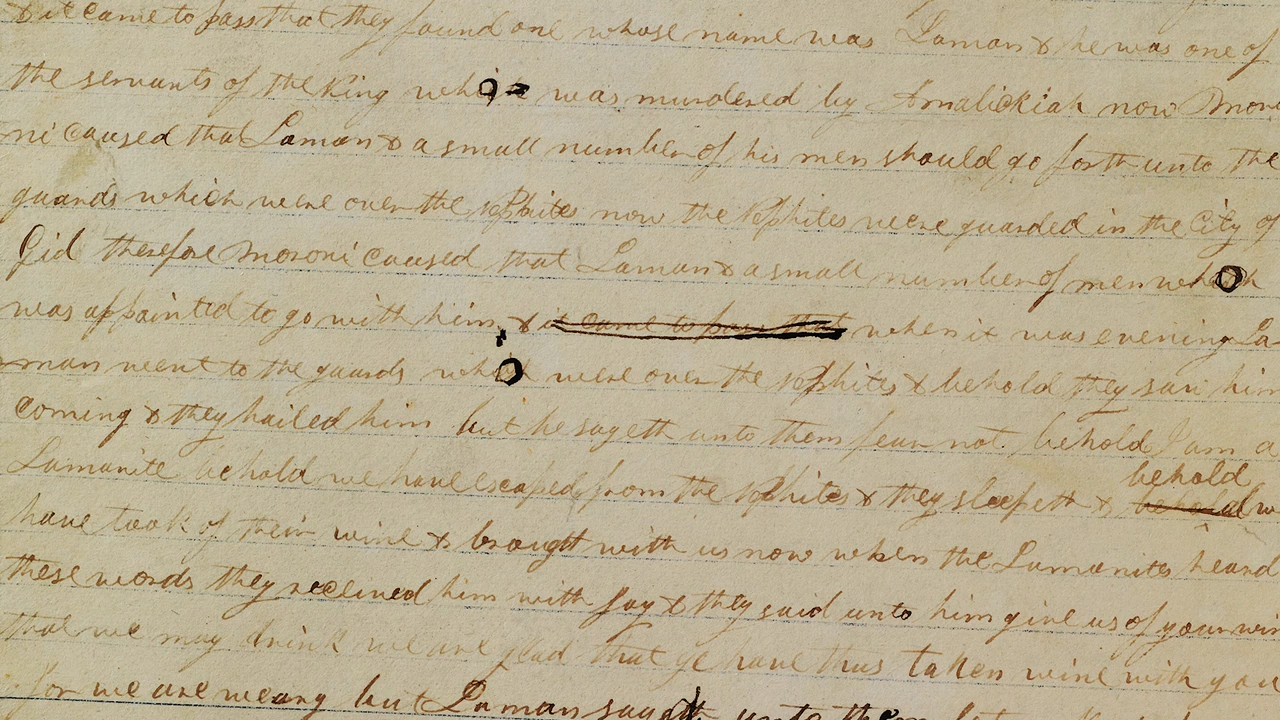 & it came to pass that they found one whose name was Laman & he was one of
the servants of the King which was murdered by Amalickiah now Moro
ni caused that Laman & a small number of his men should go forth unto the
guards which were over the Nephites now the Nephites were guarded in the City of
Gid therefore Moroni caused that Laman & a small number of men which
was appointed to go with him & it came to pass that when it was evening La
man went to the guards which were over the Nephites & behold they saw him
coming & they hailed him but he sayeth unto them fear not behold I am a
Lamanite behold we have escaped from the Nephites & they sleepeth &
behold
behold w
have took of their wine & brought with us now when the Lamanites heard
these words they recieved him with Joy & they said unto him give us of your win
that we may drink we are glad that ye have thus taken wine with you
for we are weary but Laman sayeth unto them let